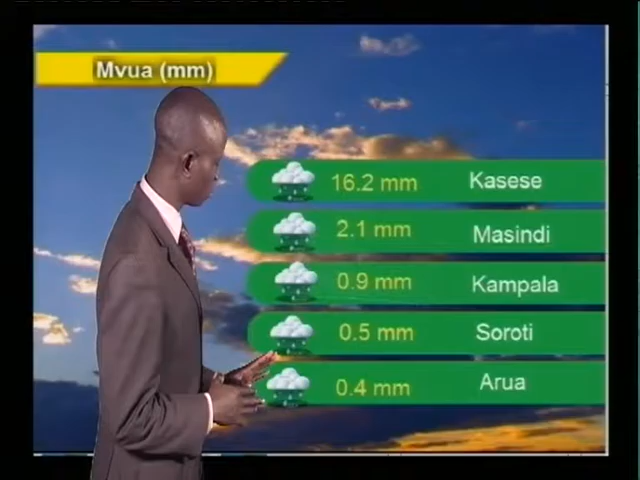 Mvua (mm)
16.2 mm Kasese
2.1 mm Masindi
0.9 mm Kampala
0.5 mm Soroti
0.4 mm Arua